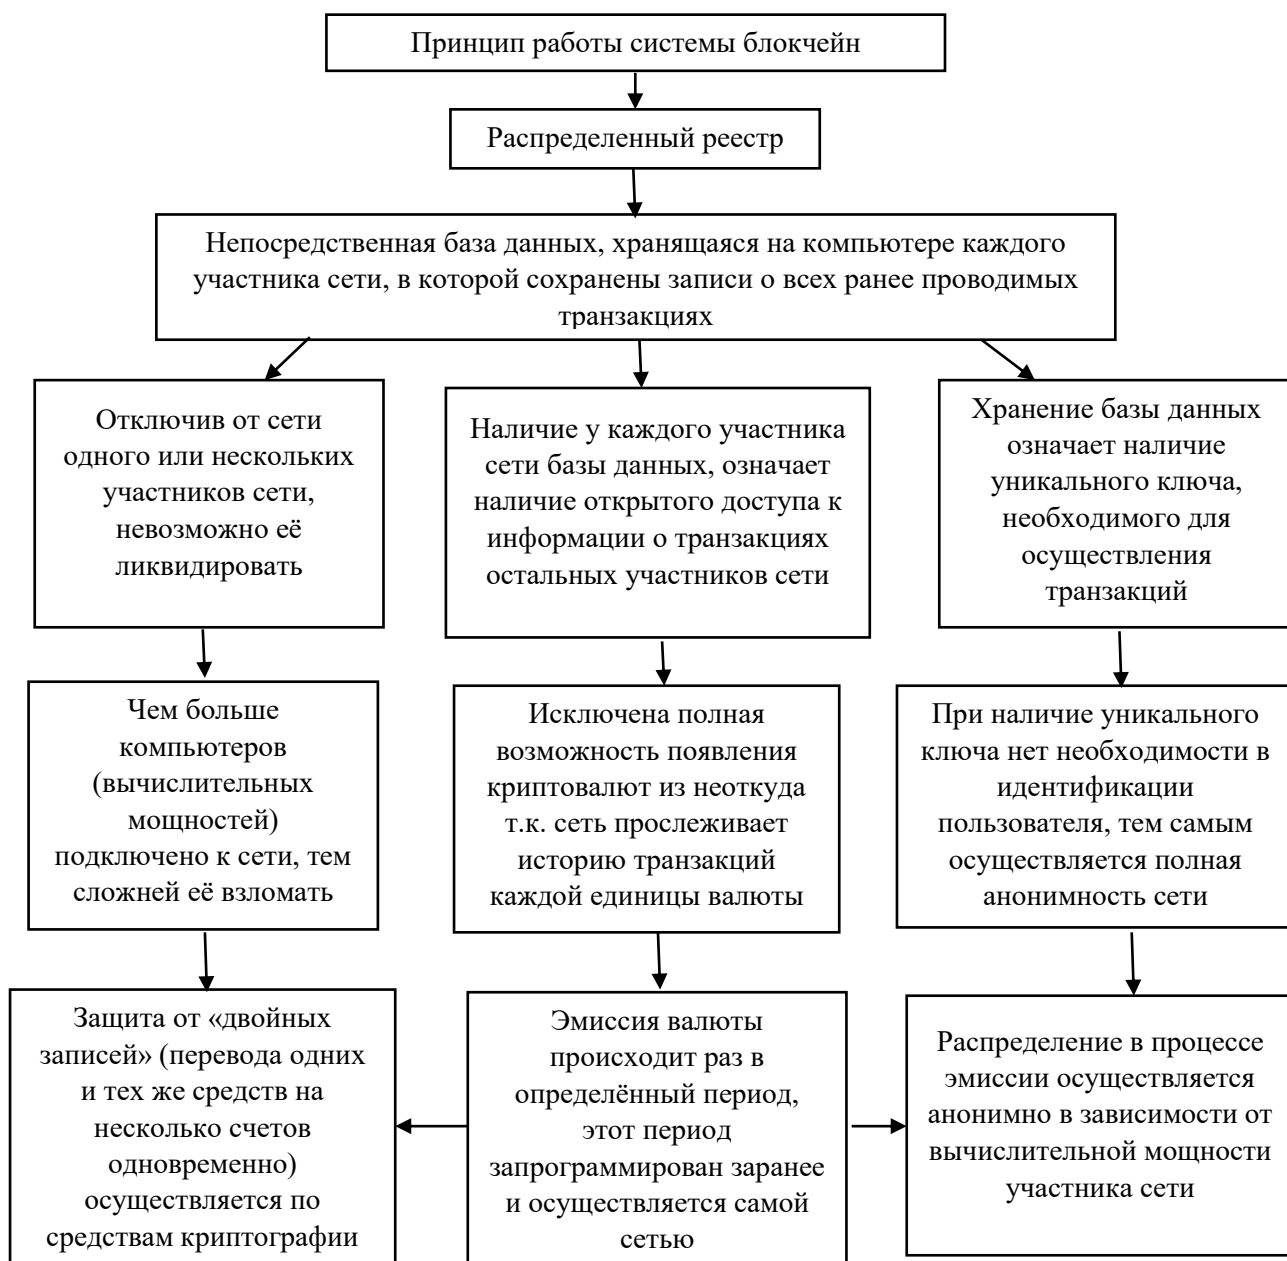 Принцип работы системы блокчейн
Распределенный реестр
Непосредственная база данных, хранящаяся на компьютере каждого
участника сети, в которой сохранены записи о всех ранее проводимых
транзакциях
Отключив от сети
одного или нескольких
участников сети,
невозможно её
ликвидировать
Наличие у каждого участника
сети базы данных, означает
наличие открытого доступа к
информации о транзакциях
остальных участников сети
Хранение базы данных
означает наличие
уникального ключа,
необходимого для
осуществления
транзакций
Чем больше
компьютеров
(вычислительных
мощностей)
подключено к сети, тем
сложней её взломать
Исключена полная
возможность появления
криптовалют из неоткуда
т.к. сеть прослеживает
историю транзакций
каждой единицы валюты
При наличие уникального
ключа нет необходимости в
идентификации
пользователя, тем самым
осуществляется полная
анонимность сети
Защита от «двойных
записей» (перевода одних
и тех же средств на
несколько счетов
одновременно)
осуществляется по
средствам криптографии
Эмиссия валюты
происходит раз в
определённый период,
этот период
запрограммирован заранее
и осуществляется самой
сетью
Распределение в процессе
эмиссии осуществляется
анонимно в зависимости от
вычислительной мощности
участника сети